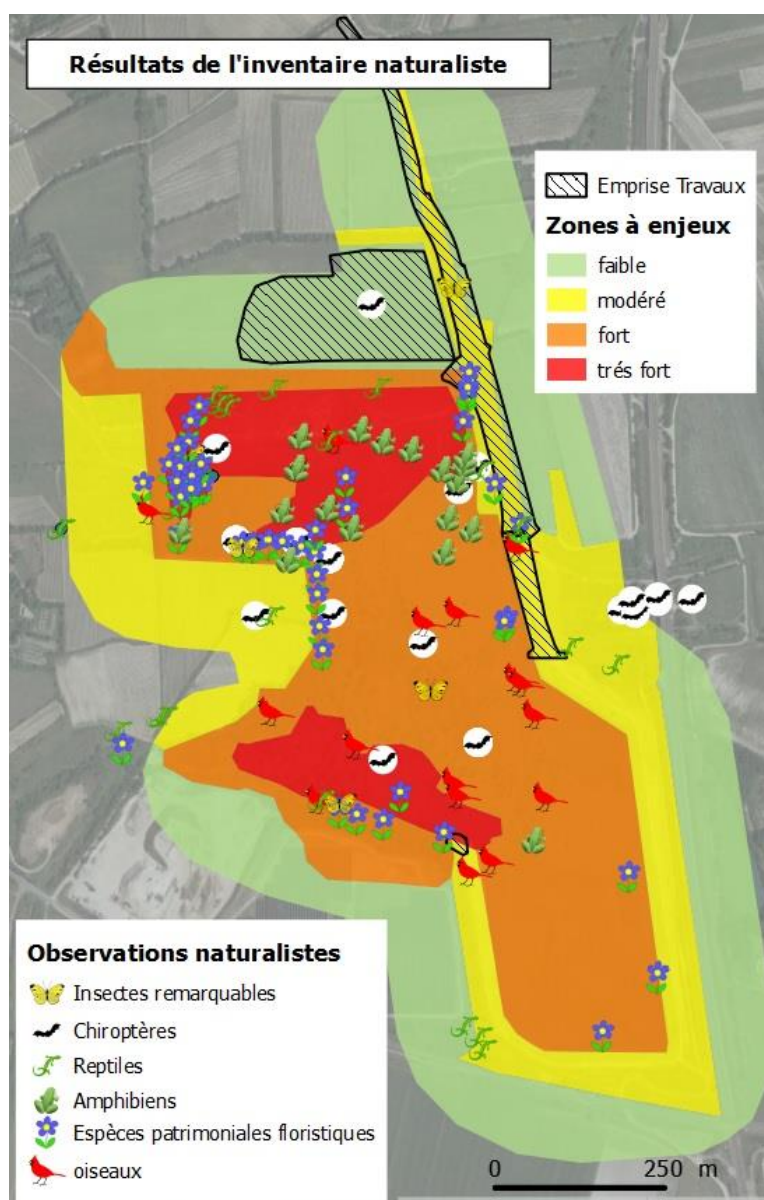 Résultats de l'inventaire naturaliste
Emprise Travaux
Zones à enjeux
faible
modéré
fort
trés fort
Observations naturalistes
Insectes remarquables
Chiroptères
Reptiles
Amphibiens
Espèces patrimoniales floristiques
oiseaux
0 250 m